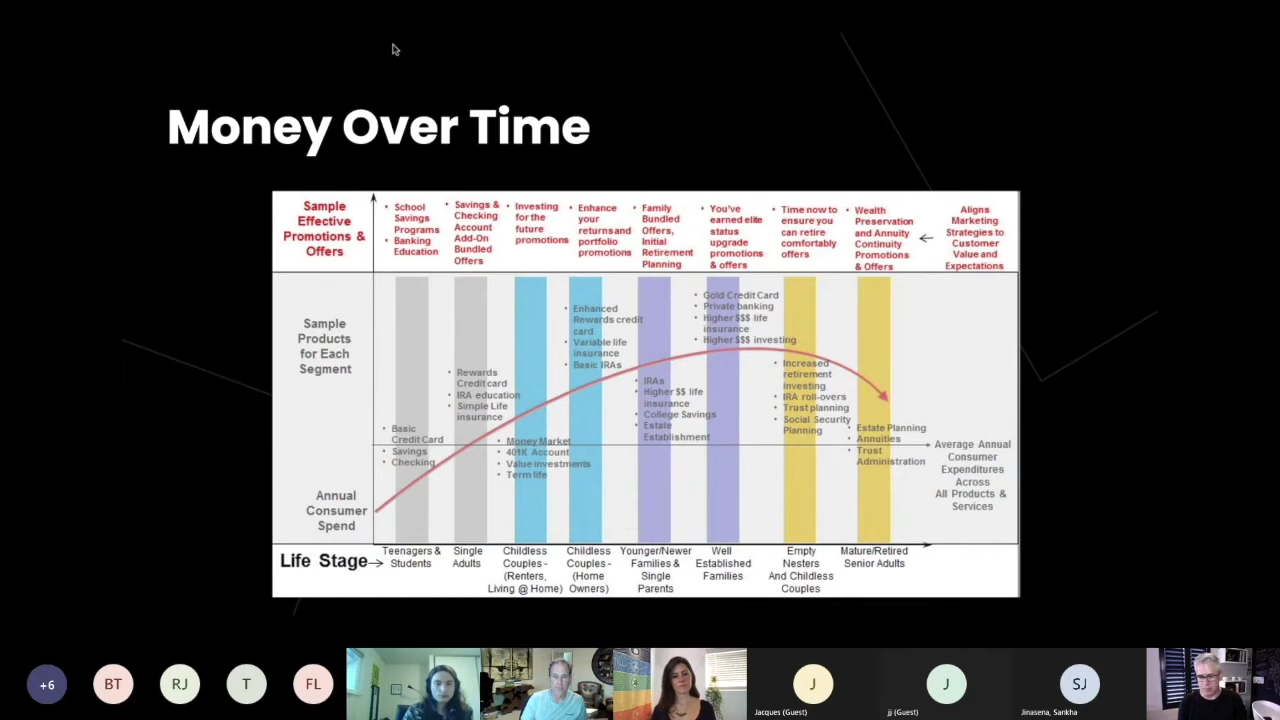 Money Over Time
Sample
Effective
Promotions &
Offers
• School
Savings
Programs
• Banking
Education
• Savings &
Checking
Account
Add-On
Bundled
Offers
• Investing
for the
future
promotions
• Enhance
your
returns and
portfolio
promotions
• Family
Bundled
Offers,
Initial
Retirement
Planning
• You've
earned elite
status
upgrade
promotions
& offers
• Time now to
ensure you
can retire
comfortably
offers
• Wealth
Preservation
and Annuity
Continuity
Promotions
& Offers
Aligns
Marketing
Strategies to
Customer
Value and
Expectations
Sample
Products
for Each
Segment
• Basic
Credit Card
• Savings
• Checking
• Rewards
Credit card
• IRA education
• Simple Life
insurance
• Money Market
• 401K Account
• Value investments
• Term life
• Enhanced
Rewards credit
card
• Variable life
insurance
• Basic IRAs
• IRAs
• Higher $$ life
insurance
• College Savings
• Estate
Establishment
• Gold Credit Card
• Private banking
• Higher $$$ life
insurance
• Higher $$$ investing
• Increased
retirement
investing
• IRA roll-overs
• Trust planning
• Social Security
Planning
• Estate Planning
• Annuities
• Trust
Administration
Average Annual
Consumer
Expenditures
Across
All Products &
Services
Annual
Consumer
Spend
Life Stage
Teenagers &
Students
Single
Adults
Childless
Couples -
(Renters,
Living @ Home)
Childless
Couples -
(Home
Owners)
Younger/Newer
Families &
Single
Parents
Well
Established
Families
Empty
Nesters
And Childless
Couples
Mature/Retired
Senior Adults
+6
BT
RJ
T
FL
J
Jacques (Guest)
J
jj (Guest)
SJ
Jinasena, Sankha